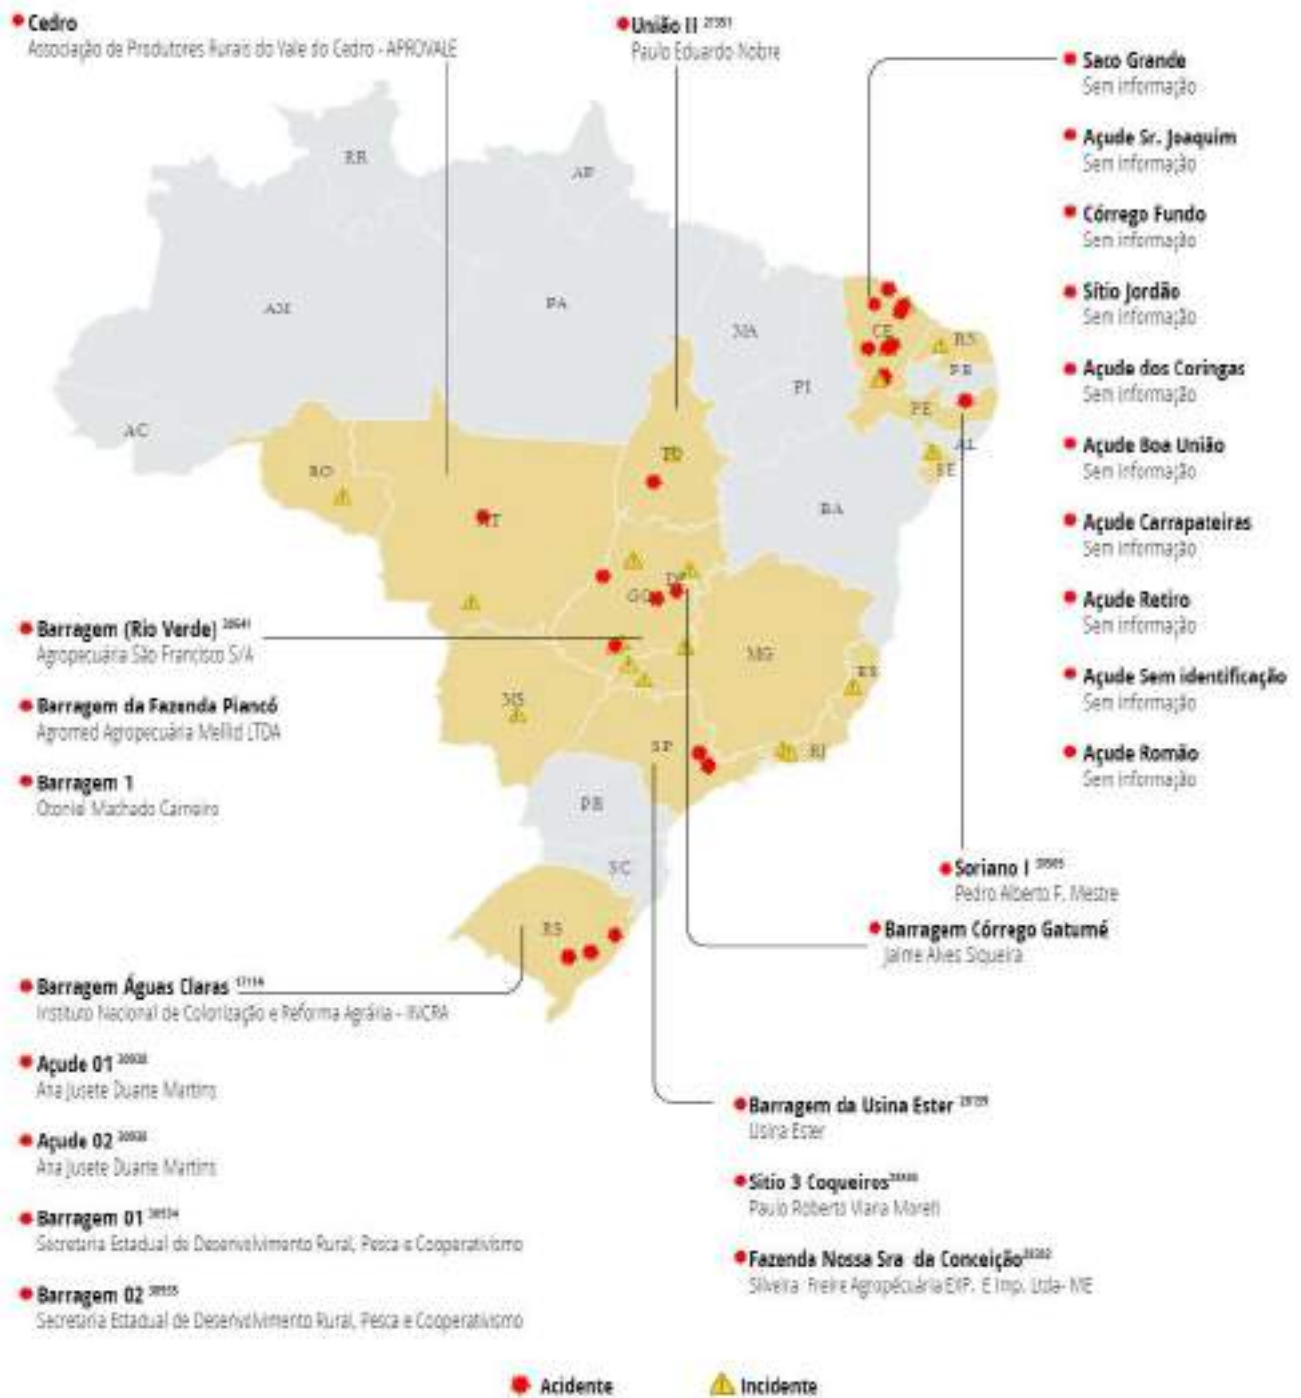 Cedro
Associação de Produtores Rurais do Vale do Cedro - APROVALE
União II
Paulo Eduardo Nobre
Saco Grande
Sem informação
Açude Sr. Joaquim
Sem informação
Córrego Fundo
Sem informação
Sítio Jordão
Sem informação
Açude dos Coringas
Sem informação
Açude Boa União
Sem informação
Açude Carrapateiras
Sem informação
Açude Retiro
Sem informação
Açude Sem identificação
Sem informação
Açude Romão
Sem informação
RR
AP
AM
PA
MA
CE
RN
PB
PI
PE
AC
AL
TO
SE
RO
BA
MT
DF
GO
MG
ES
MS
SP
RJ
PR
SC
RS
Barragem (Rio Verde)
Agropecuária São Francisco S/A
Barragem da Fazenda Piancó
Agromed Agropecuária Mellid LTDA
Barragem 1
Otoniel Machado Carneiro
Soriano I
Pedro Alberto F. Mestre
Barragem Córrego Gatumé
Jaime Alves Siqueira
Barragem Águas Claras
Instituto Nacional de Colonização e Reforma Agrária - INCRA
Açude 01
Ana Jusete Duarte Martins
Açude 02
Ana Jusete Duarte Martins
Barragem 01
Secretaria Estadual de Desenvolvimento Rural, Pesca e Cooperativismo
Barragem 02
Secretaria Estadual de Desenvolvimento Rural, Pesca e Cooperativismo
Barragem da Usina Ester
Usina Ester
Sitio 3 Coqueiros
Paulo Roberto Viana Moreli
Fazenda Nossa Sra da Conceição
Silveira Freire Agropécuária EXP. E Imp. Ltda- ME
Acidente
Incidente